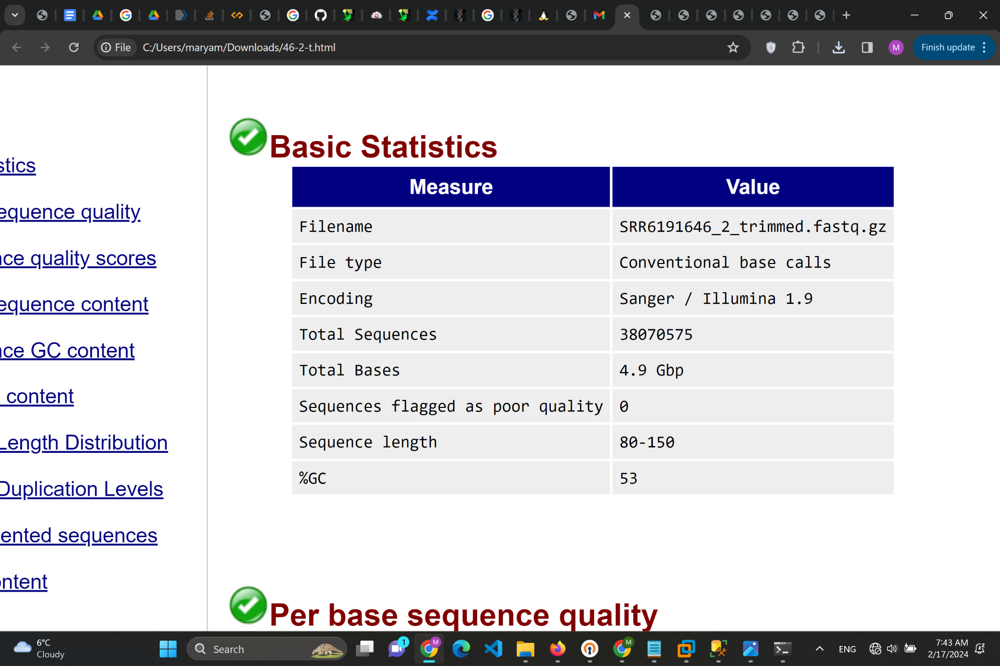 File C:/Users/maryam/Downloads/46-2-t.html
M
Finish update
stics
equence quality
nce quality scores
equence content
nce GC content
content
Length Distribution
Duplication Levels
ented sequences
ontent
Basic Statistics
Measure Value
Filename SRR6191646_2_trimmed.fastq.gz
File type Conventional base calls
Encoding Sanger / Illumina 1.9
Total Sequences 38070575
Total Bases 4.9 Gbp
Sequences flagged as poor quality 0
Sequence length 80-150
%GC 53
Per base sequence quality
6°C
Cloudy
Search
1
M
M
ENG
7:43 AM
2/17/2024